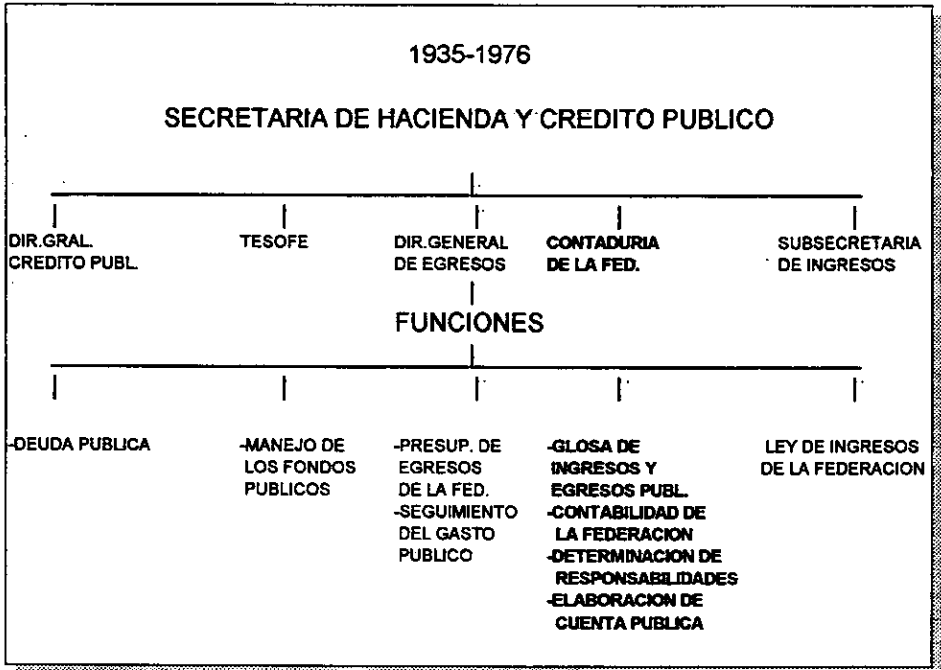 1935-1976
SECRETARIA DE HACIENDA Y CREDITO PUBLICO
DIR.GRAL.
CREDITO PUBL.
TESOFE
DIR.GENERAL
DE EGRESOS
CONTADURIA
DE LA FED.
SUBSECRETARIA
DE INGRESOS
FUNCIONES
-DEUDA PUBLICA
-MANEJO DE
LOS FONDOS
PUBLICOS
-PRESUP. DE
EGRESOS
DE LA FED.
-SEGUIMIENTO
DEL GASTO
PUBLICO
-GLOSA DE
INGRESOS Y
EGRESOS PUBL.
-CONTABILIDAD DE
LA FEDERACION
-DETERMINACION DE
RESPONSABILIDADES
-ELABORACION DE
CUENTA PUBLICA
LEY DE INGRESOS
DE LA FEDERACION